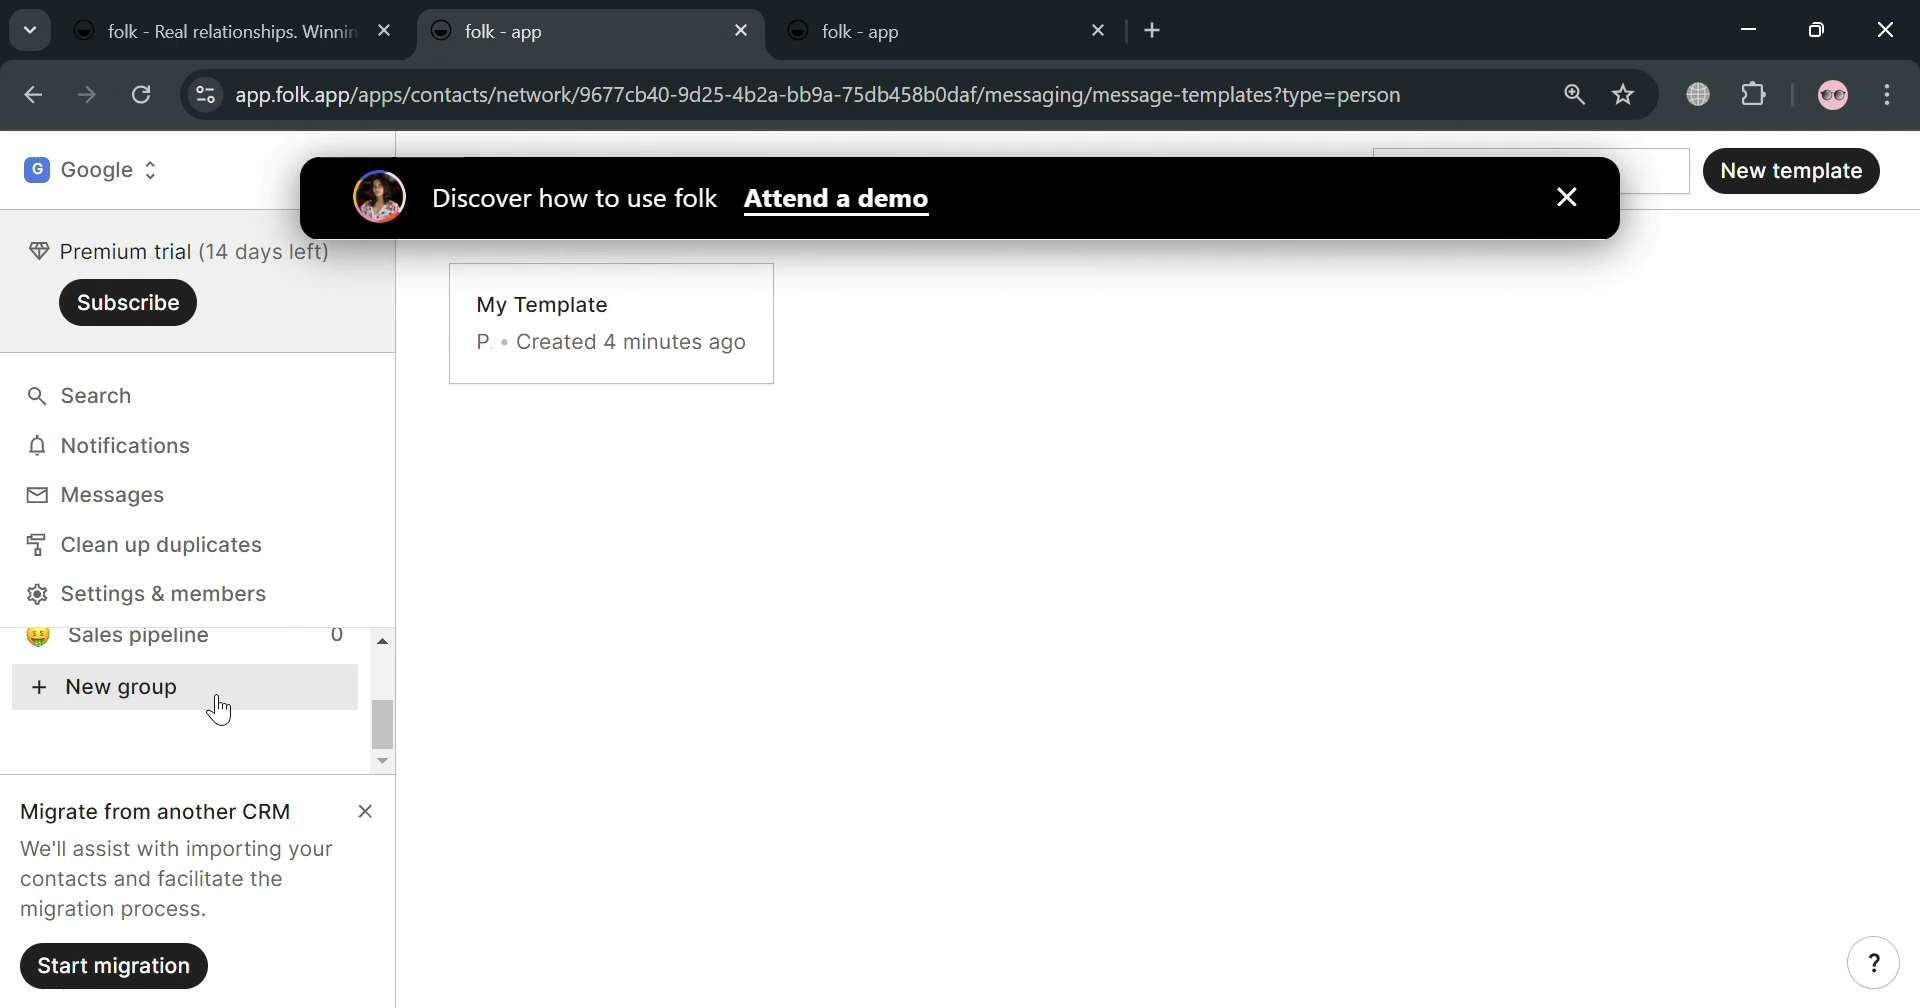 folk - Real relationships. Winnin
folk - app
folk - app
app.folk.app/apps/contacts/network/9677cb40-9d25-4b2a-bb9a-75db458b0daf/messaging/message-templates?type=person
G Google
New template
Discover how to use folk Attend a demo
Premium trial (14 days left)
Subscribe
My Template
P. • Created 4 minutes ago
Search
Notifications
Messages
Clean up duplicates
Settings & members
Sales pipeline 0
+ New group
Migrate from another CRM
We'll assist with importing your
contacts and facilitate the
migration process.
Start migration
?